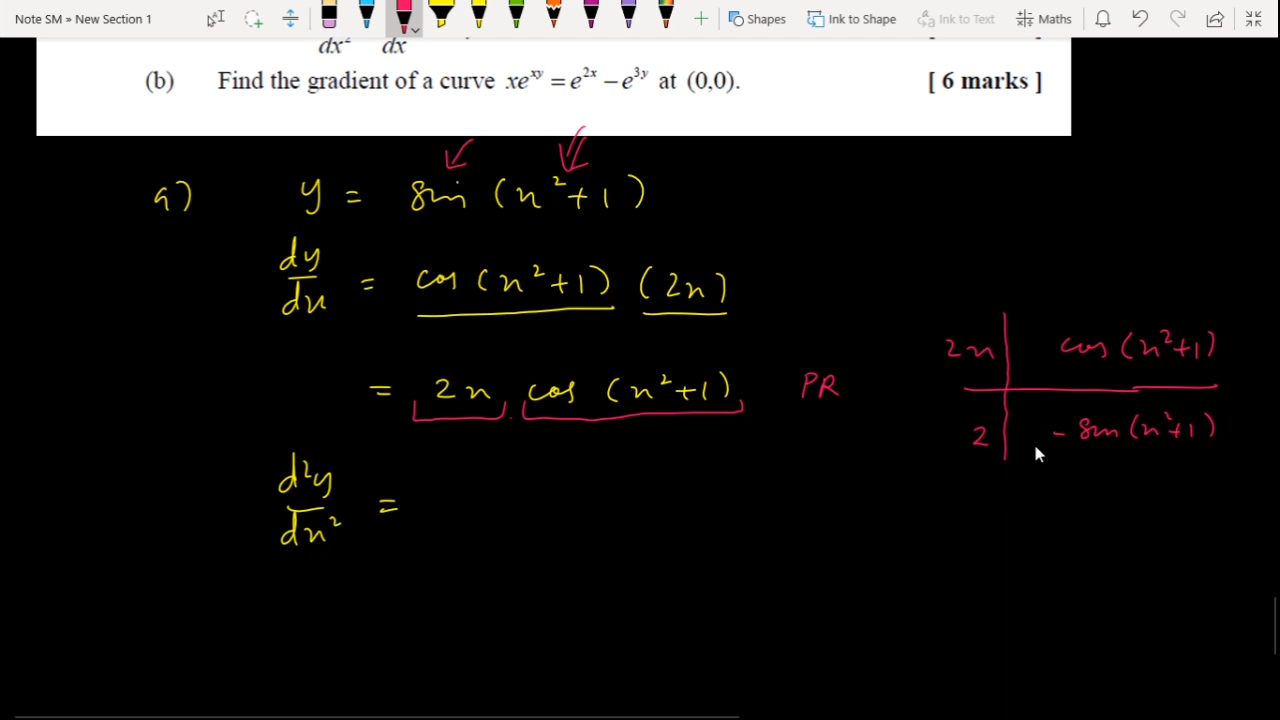 Note SM » New Section 1
Shapes Ink to Shape Ink to Text Maths
dx² dx
(b) Find the gradient of a curve xe^xy = e^2x − e^3y at (0,0). [ 6 marks ]
a) y = sin (x² + 1)
dy/dx = cos (x² + 1) (2x)
= 2x . cos (x² + 1) PR
2x | cos (x² + 1)
2 | - sin (x² + 1)
d²y/dx² =